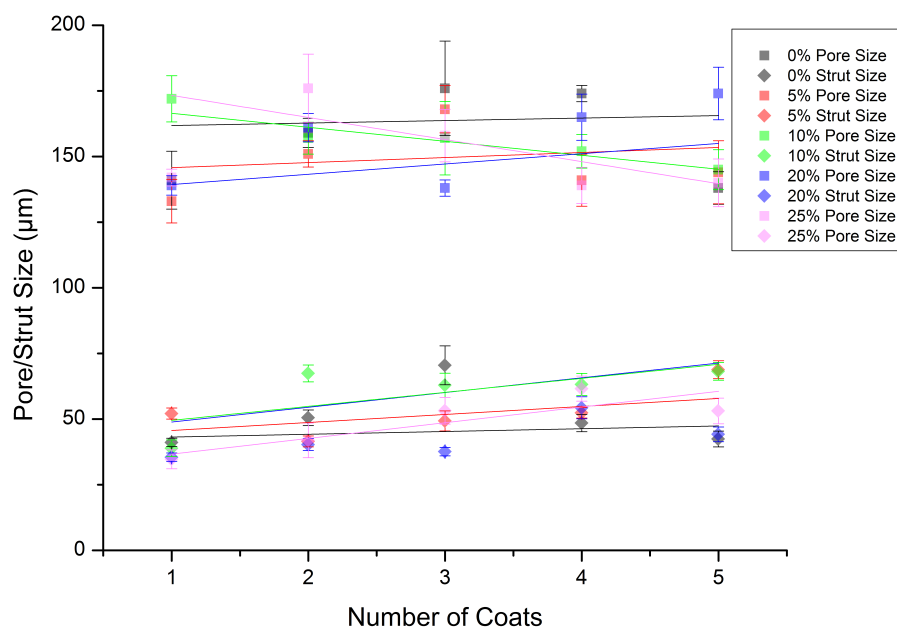 200
150
100
50
0
Pore/Strut Size (μm)
1 2 3 4 5
Number of Coats
0% Pore Size
0% Strut Size
5% Pore Size
5% Strut Size
10% Pore Size
10% Strut Size
20% Pore Size
20% Strut Size
25% Pore Size
25% Pore Size